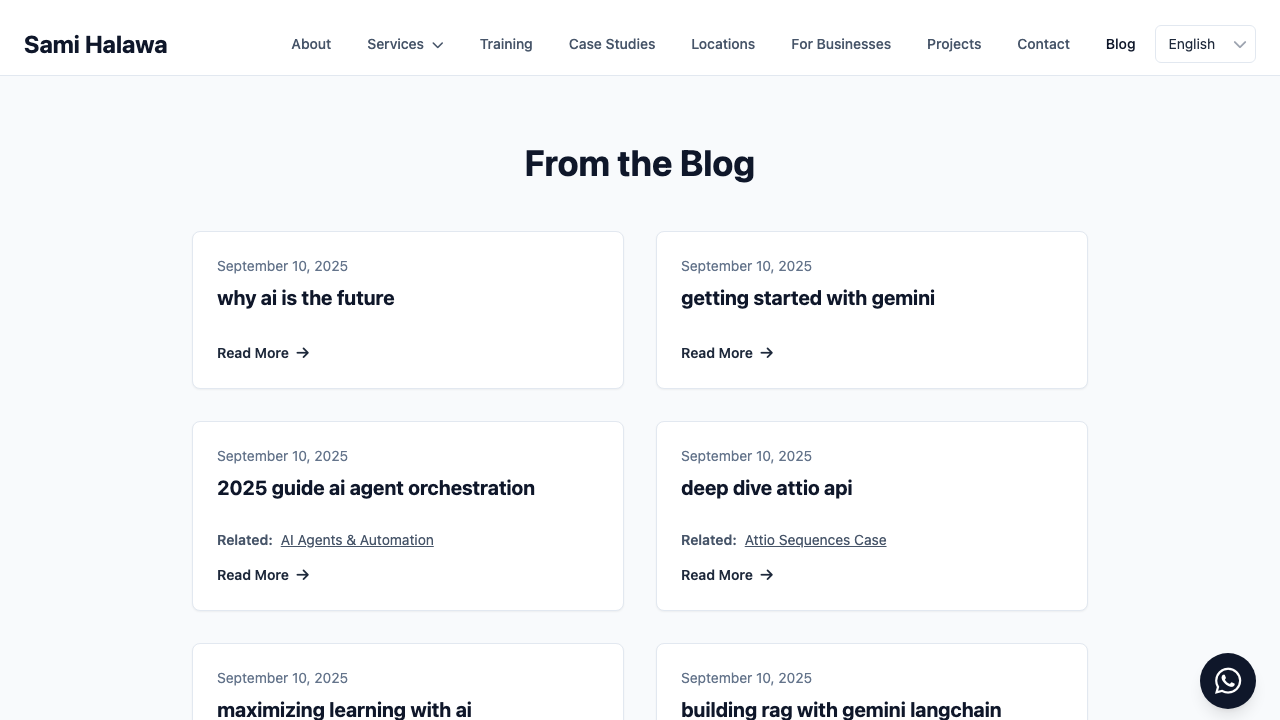 Sami Halawa
About Services Training Case Studies Locations For Businesses Projects Contact Blog English
From the Blog
September 10, 2025
why ai is the future
Read More
September 10, 2025
getting started with gemini
Read More
September 10, 2025
2025 guide ai agent orchestration
Related: AI Agents & Automation
Read More
September 10, 2025
deep dive attio api
Related: Attio Sequences Case
Read More
September 10, 2025
maximizing learning with ai
September 10, 2025
building rag with gemini langchain